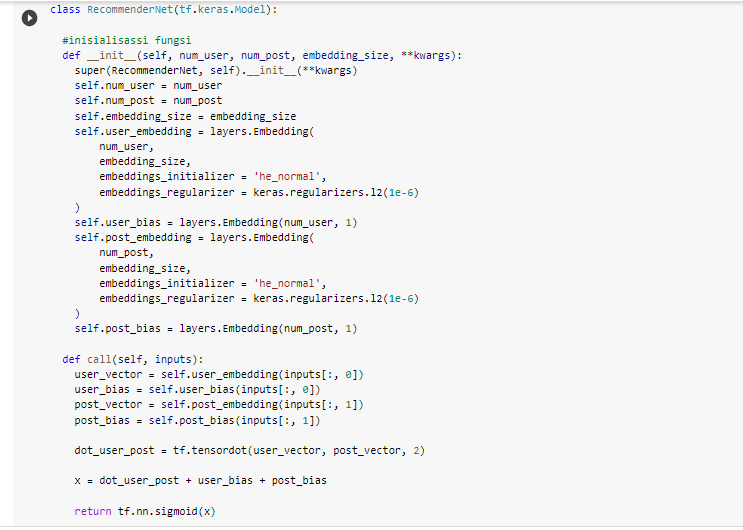 class RecommenderNet(tf.keras.Model):
#inisialisassi fungsi
def __init__(self, num_user, num_post, embedding_size, **kwargs):
super(RecommenderNet, self).__init__(**kwargs)
self.num_user = num_user
self.num_post = num_post
self.embedding_size = embedding_size
self.user_embedding = layers.Embedding(
num_user,
embedding_size,
embeddings_initializer = 'he_normal',
embeddings_regularizer = keras.regularizers.l2(1e-6)
)
self.user_bias = layers.Embedding(num_user, 1)
self.post_embedding = layers.Embedding(
num_post,
embedding_size,
embeddings_initializer = 'he_normal',
embeddings_regularizer = keras.regularizers.l2(1e-6)
)
self.post_bias = layers.Embedding(num_post, 1)
def call(self, inputs):
user_vector = self.user_embedding(inputs[:, 0])
user_bias = self.user_bias(inputs[:, 0])
post_vector = self.post_embedding(inputs[:, 1])
post_bias = self.post_bias(inputs[:, 1])
dot_user_post = tf.tensordot(user_vector, post_vector, 2)
x = dot_user_post + user_bias + post_bias
return tf.nn.sigmoid(x)